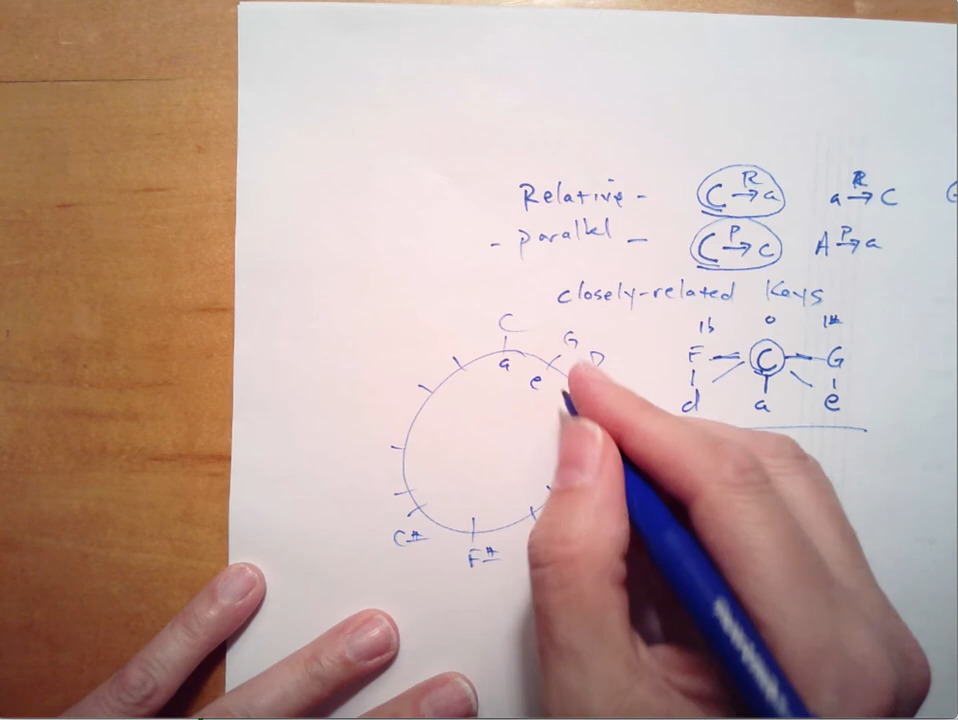 Relative - C R→ a a R→ C
- parallel - C P→ c A P→ a
closely-related Keys
1b 0 1#
F C G
d a e
C G D
a e
C# F#